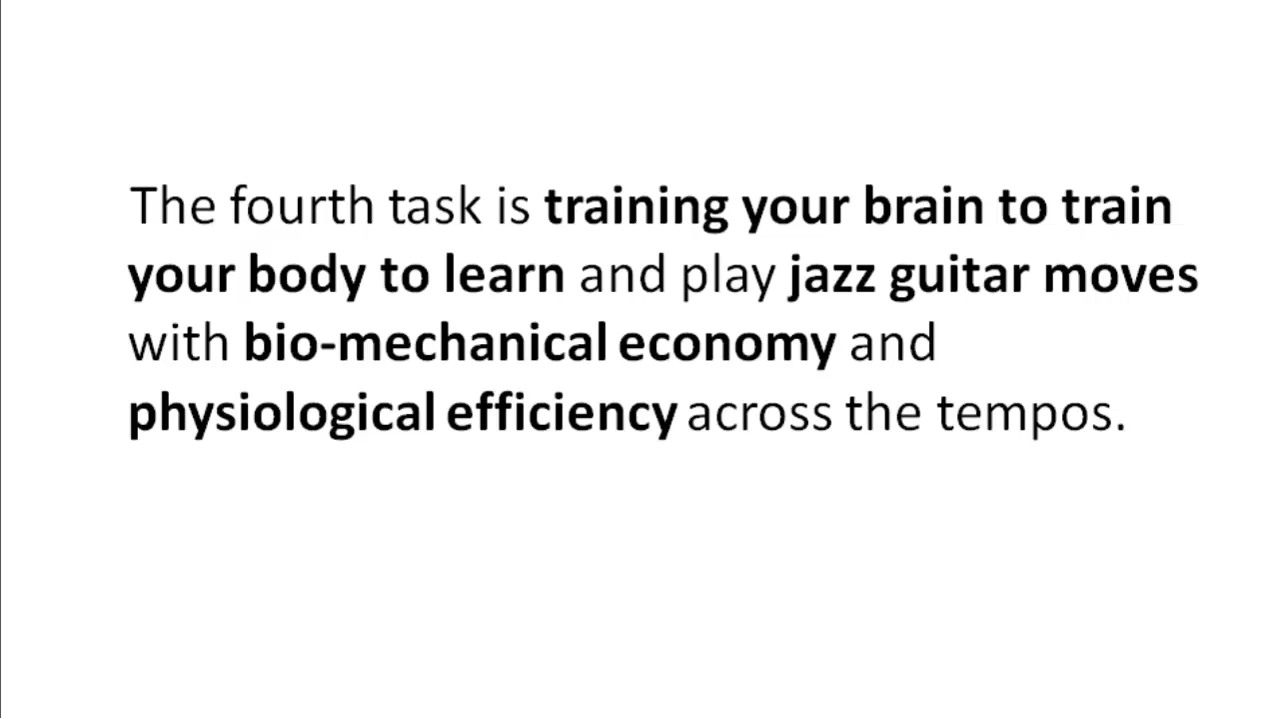 The fourth task is training your brain to train
your body to learn and play jazz guitar moves
with bio-mechanical economy and
physiological efficiency across the tempos.